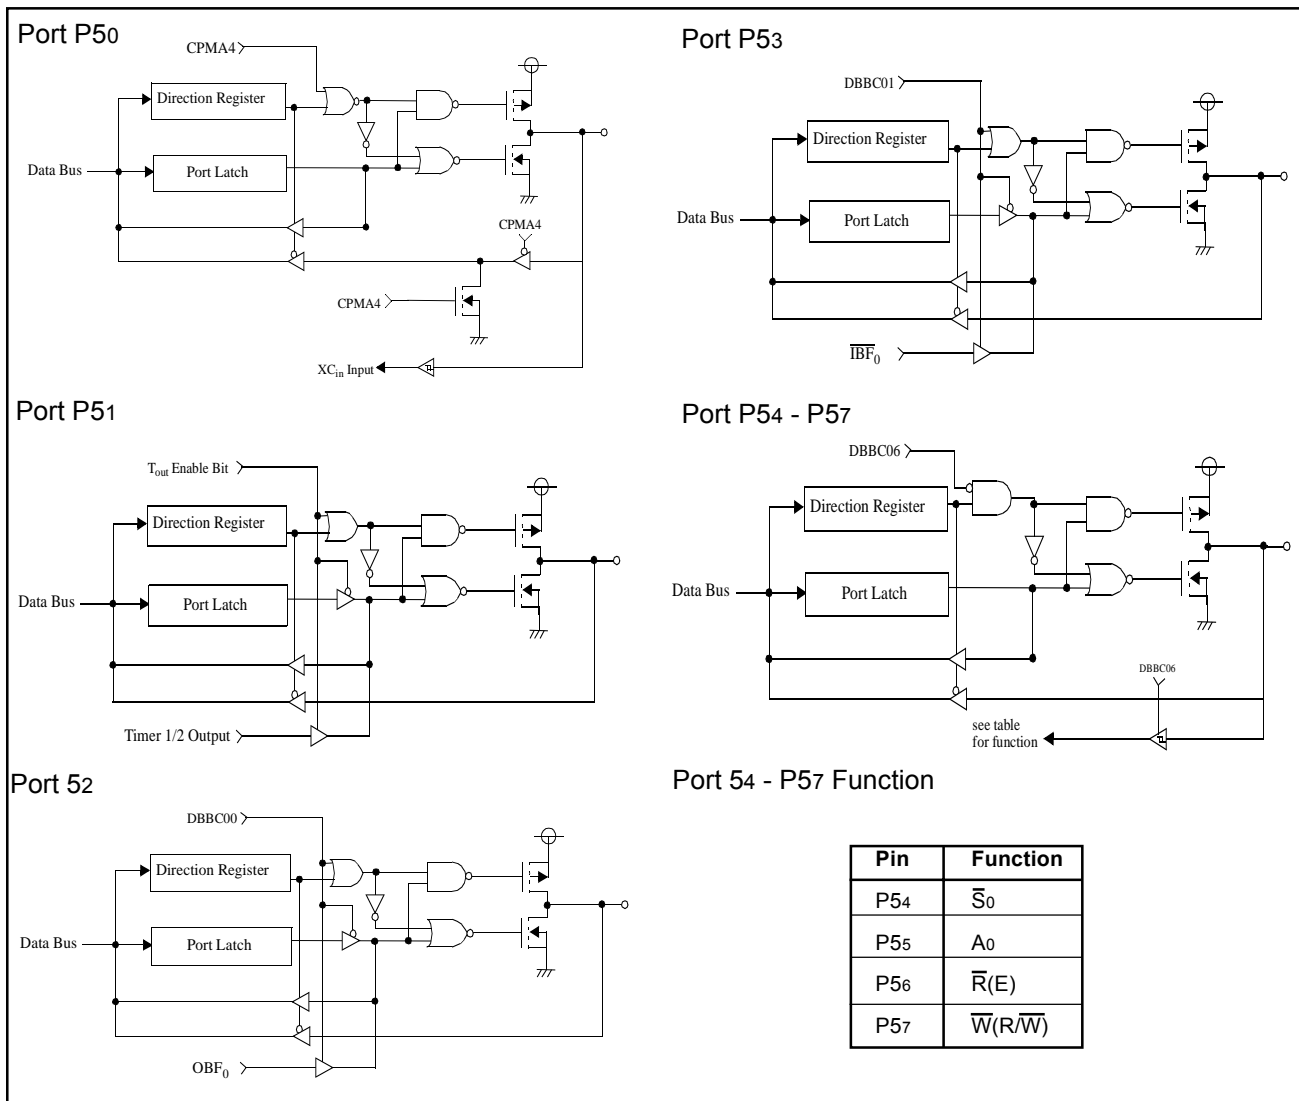 Port P50
CPMA4
Direction Register
Data Bus
Port Latch
CPMA4
CPMA4
XCin Input
Port P51
Tout Enable Bit
Direction Register
Data Bus
Port Latch
Timer 1/2 Output
Port 52
DBBC00
Direction Register
Data Bus
Port Latch
OBF0
Port P53
DBBC01
Direction Register
Data Bus
Port Latch
I̅B̅F̅0
Port P54 - P57
DBBC06
Direction Register
Data Bus
Port Latch
DBBC06
see table
for function
Port 54 - P57 Function
Pin Function
P54 S̅0
P55 A0
P56 R̅(E)
P57 W̅(R/W̅)